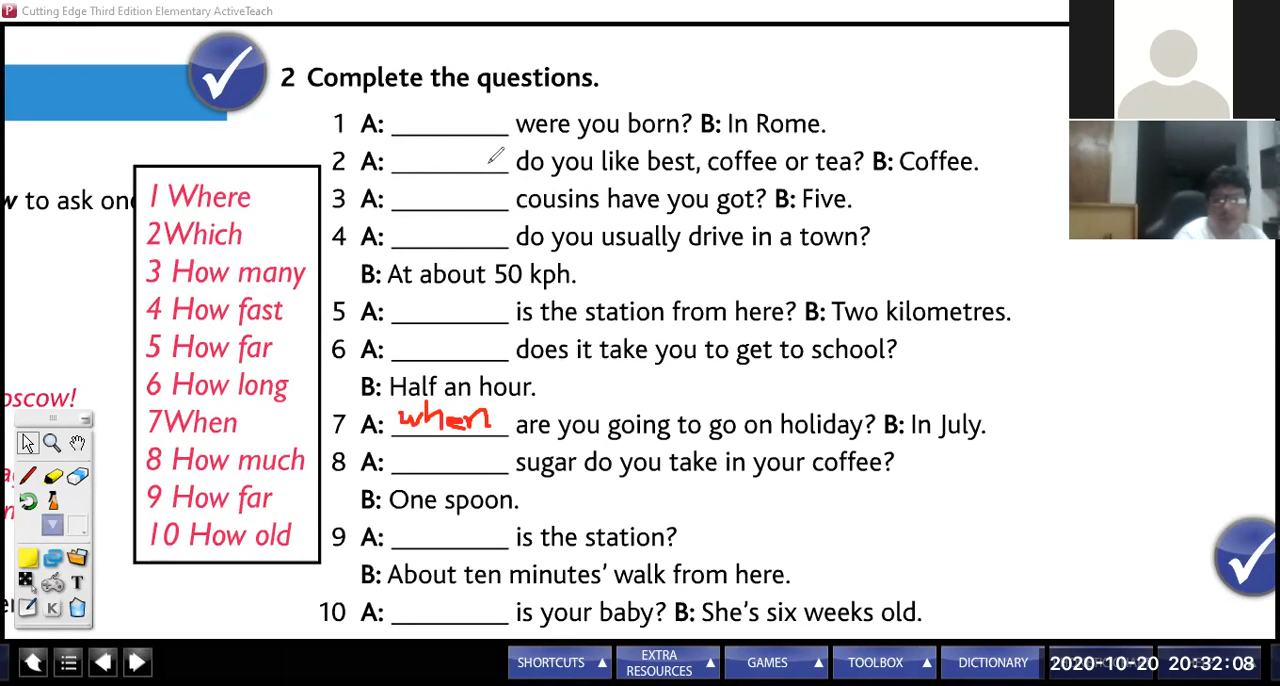 Cutting Edge Third Edition Elementary ActiveTeach
2 Complete the questions.
1 A: _________ were you born? B: In Rome.
2 A: _________ do you like best, coffee or tea? B: Coffee.
3 A: _________ cousins have you got? B: Five.
4 A: _________ do you usually drive in a town?
B: At about 50 kph.
5 A: _________ is the station from here? B: Two kilometres.
6 A: _________ does it take you to get to school?
B: Half an hour.
7 A: when are you going to go on holiday? B: In July.
8 A: _________ sugar do you take in your coffee?
B: One spoon.
9 A: _________ is the station?
B: About ten minutes' walk from here.
10 A: _________ is your baby? B: She's six weeks old.
to ask
1 Where
2Which
3 How many
4 How fast
5 How far
6 How long
7When
8 How much
9 How far
10 How old
oscow!
T
K
SHORTCUTS
EXTRA
RESOURCES
GAMES
TOOLBOX
DICTIONARY
2020-10-20 20:32:08